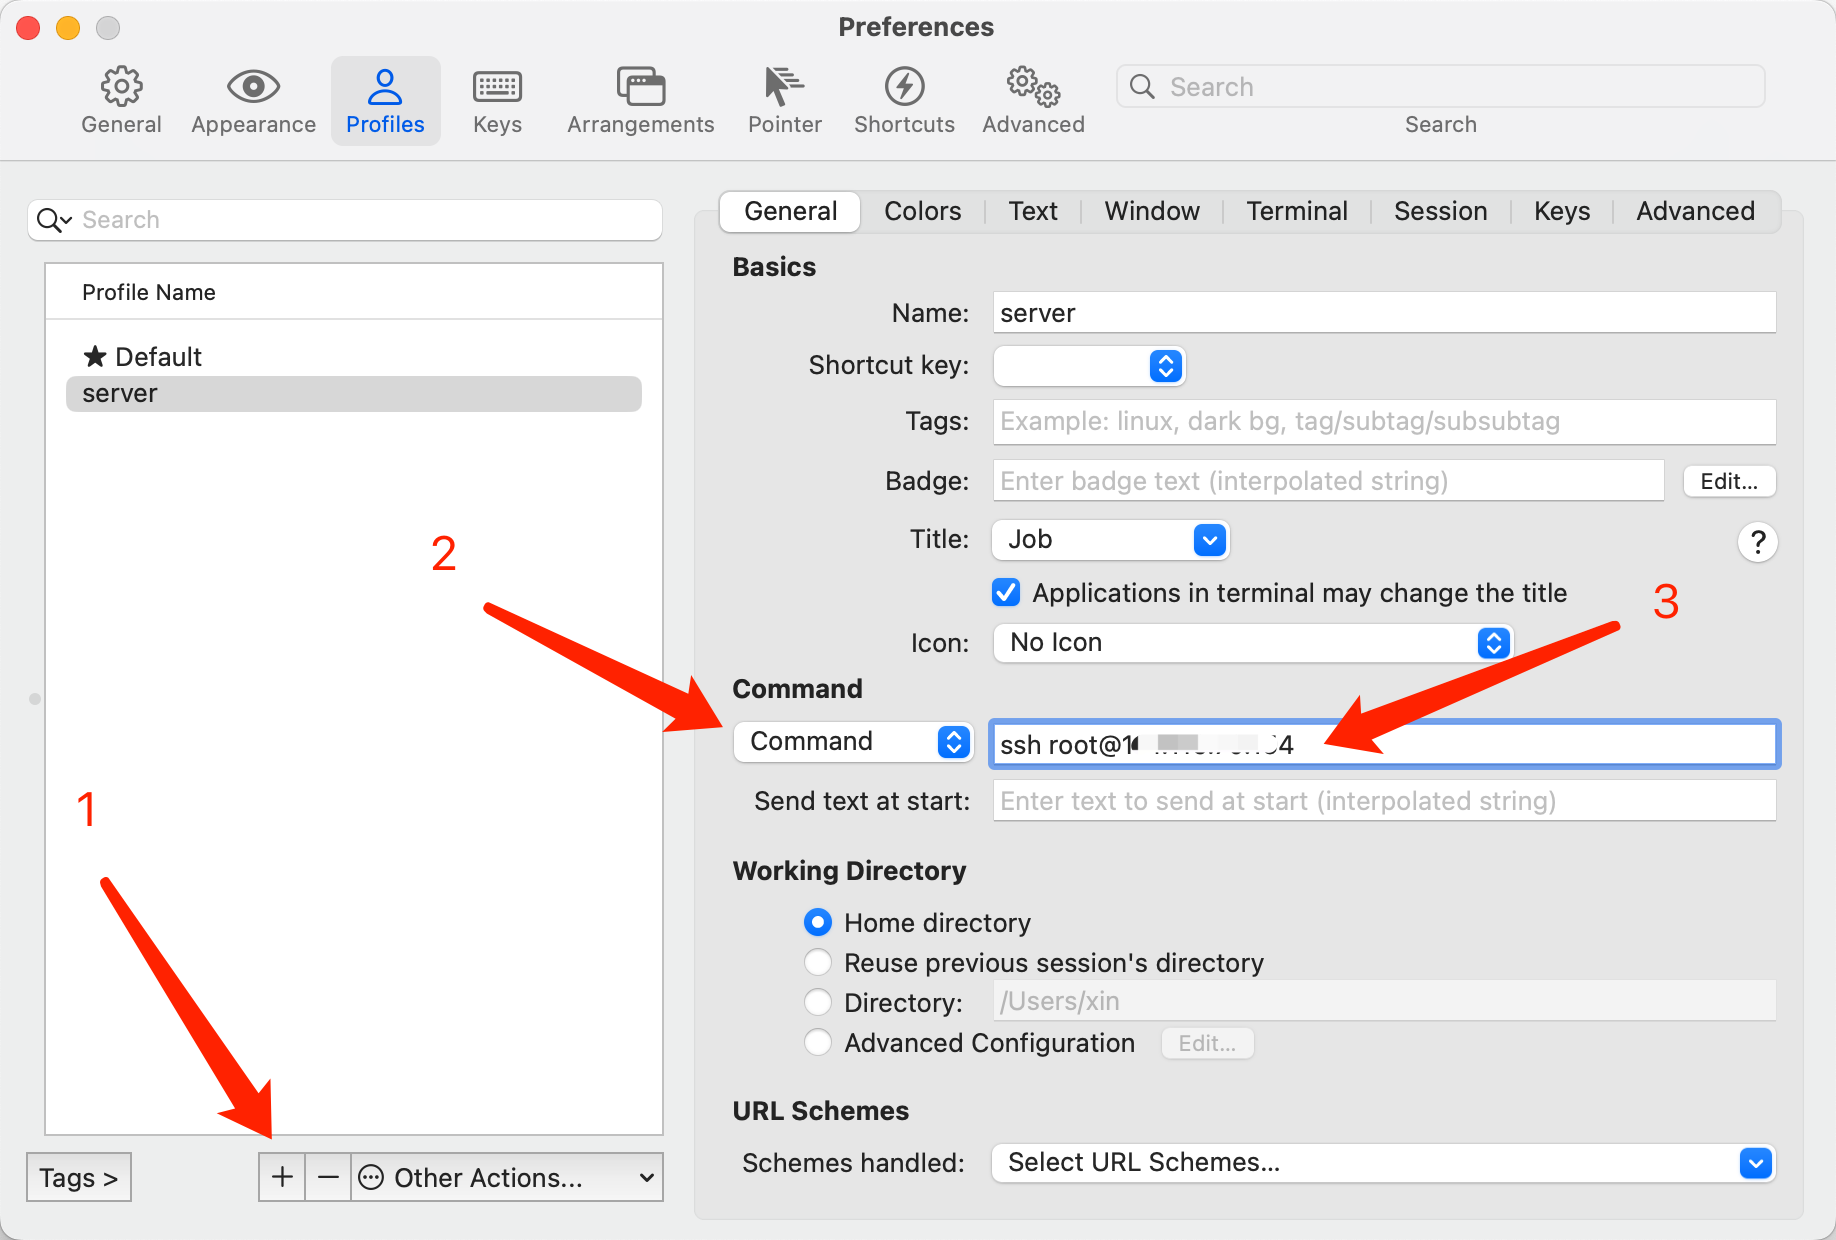 Preferences
General
Appearance
Profiles
Keys
Arrangements
Pointer
Shortcuts
Advanced
Search
Search
Search
Profile Name
★ Default
server
General Colors Text Window Terminal Session Keys Advanced
Basics
Name: server
Shortcut key:
Tags: Example: linux, dark bg, tag/subtag/subsubtag
Badge: Enter badge text (interpolated string) Edit...
Title: Job ?
Applications in terminal may change the title
Icon: No Icon
Command
Command ssh
Send text at start: Enter text to send at start (interpolated string)
Working Directory
Home directory
Reuse previous session's directory
Directory: /Users/xin
Advanced Configuration Edit...
URL Schemes
Schemes handled: Select URL Schemes...
Tags >
+ − Other Actions...
1
2
3